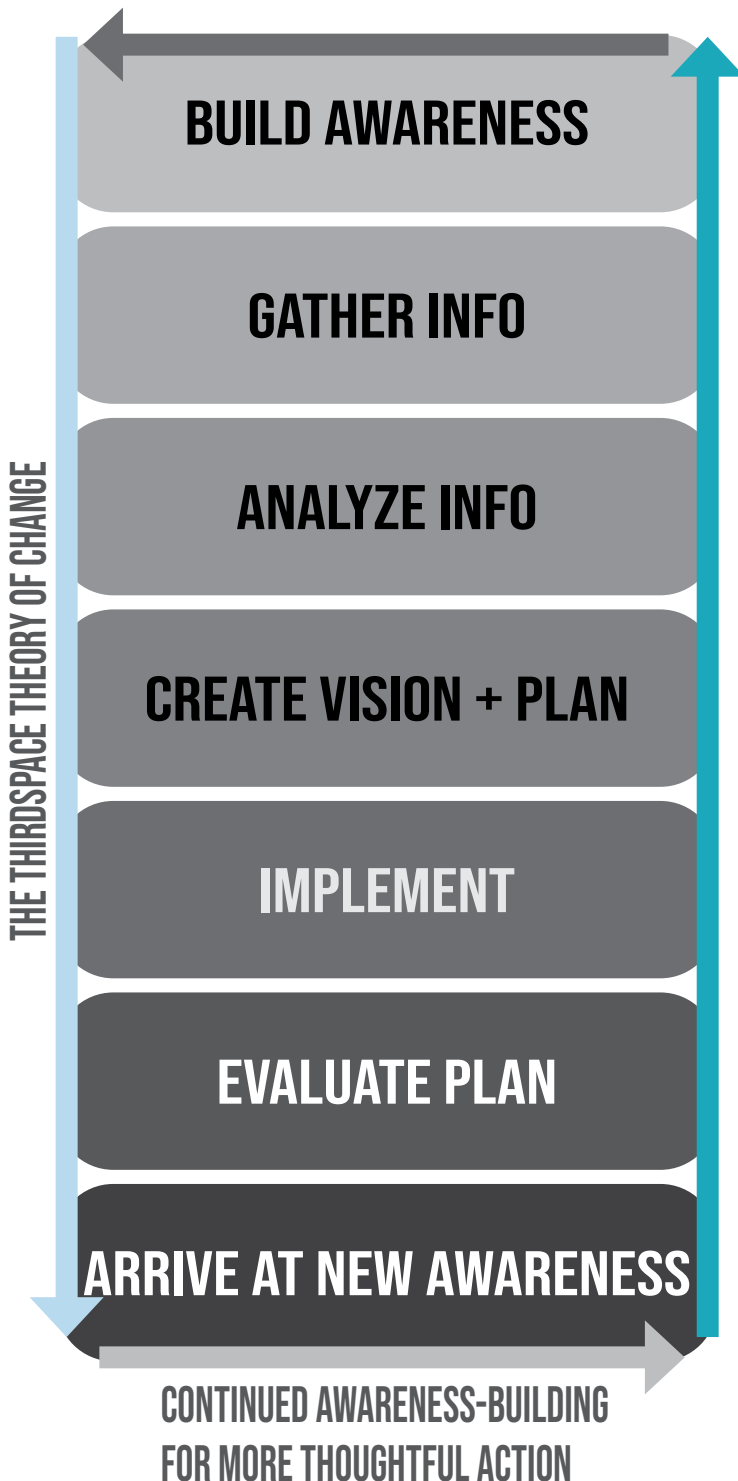 BUILD AWARENESS
GATHER INFO
ANALYZE INFO
CREATE VISION + PLAN
IMPLEMENT
EVALUATE PLAN
ARRIVE AT NEW AWARENESS
THE THIRDSPACE THEORY OF CHANGE
CONTINUED AWARENESS-BUILDING
FOR MORE THOUGHTFUL ACTION